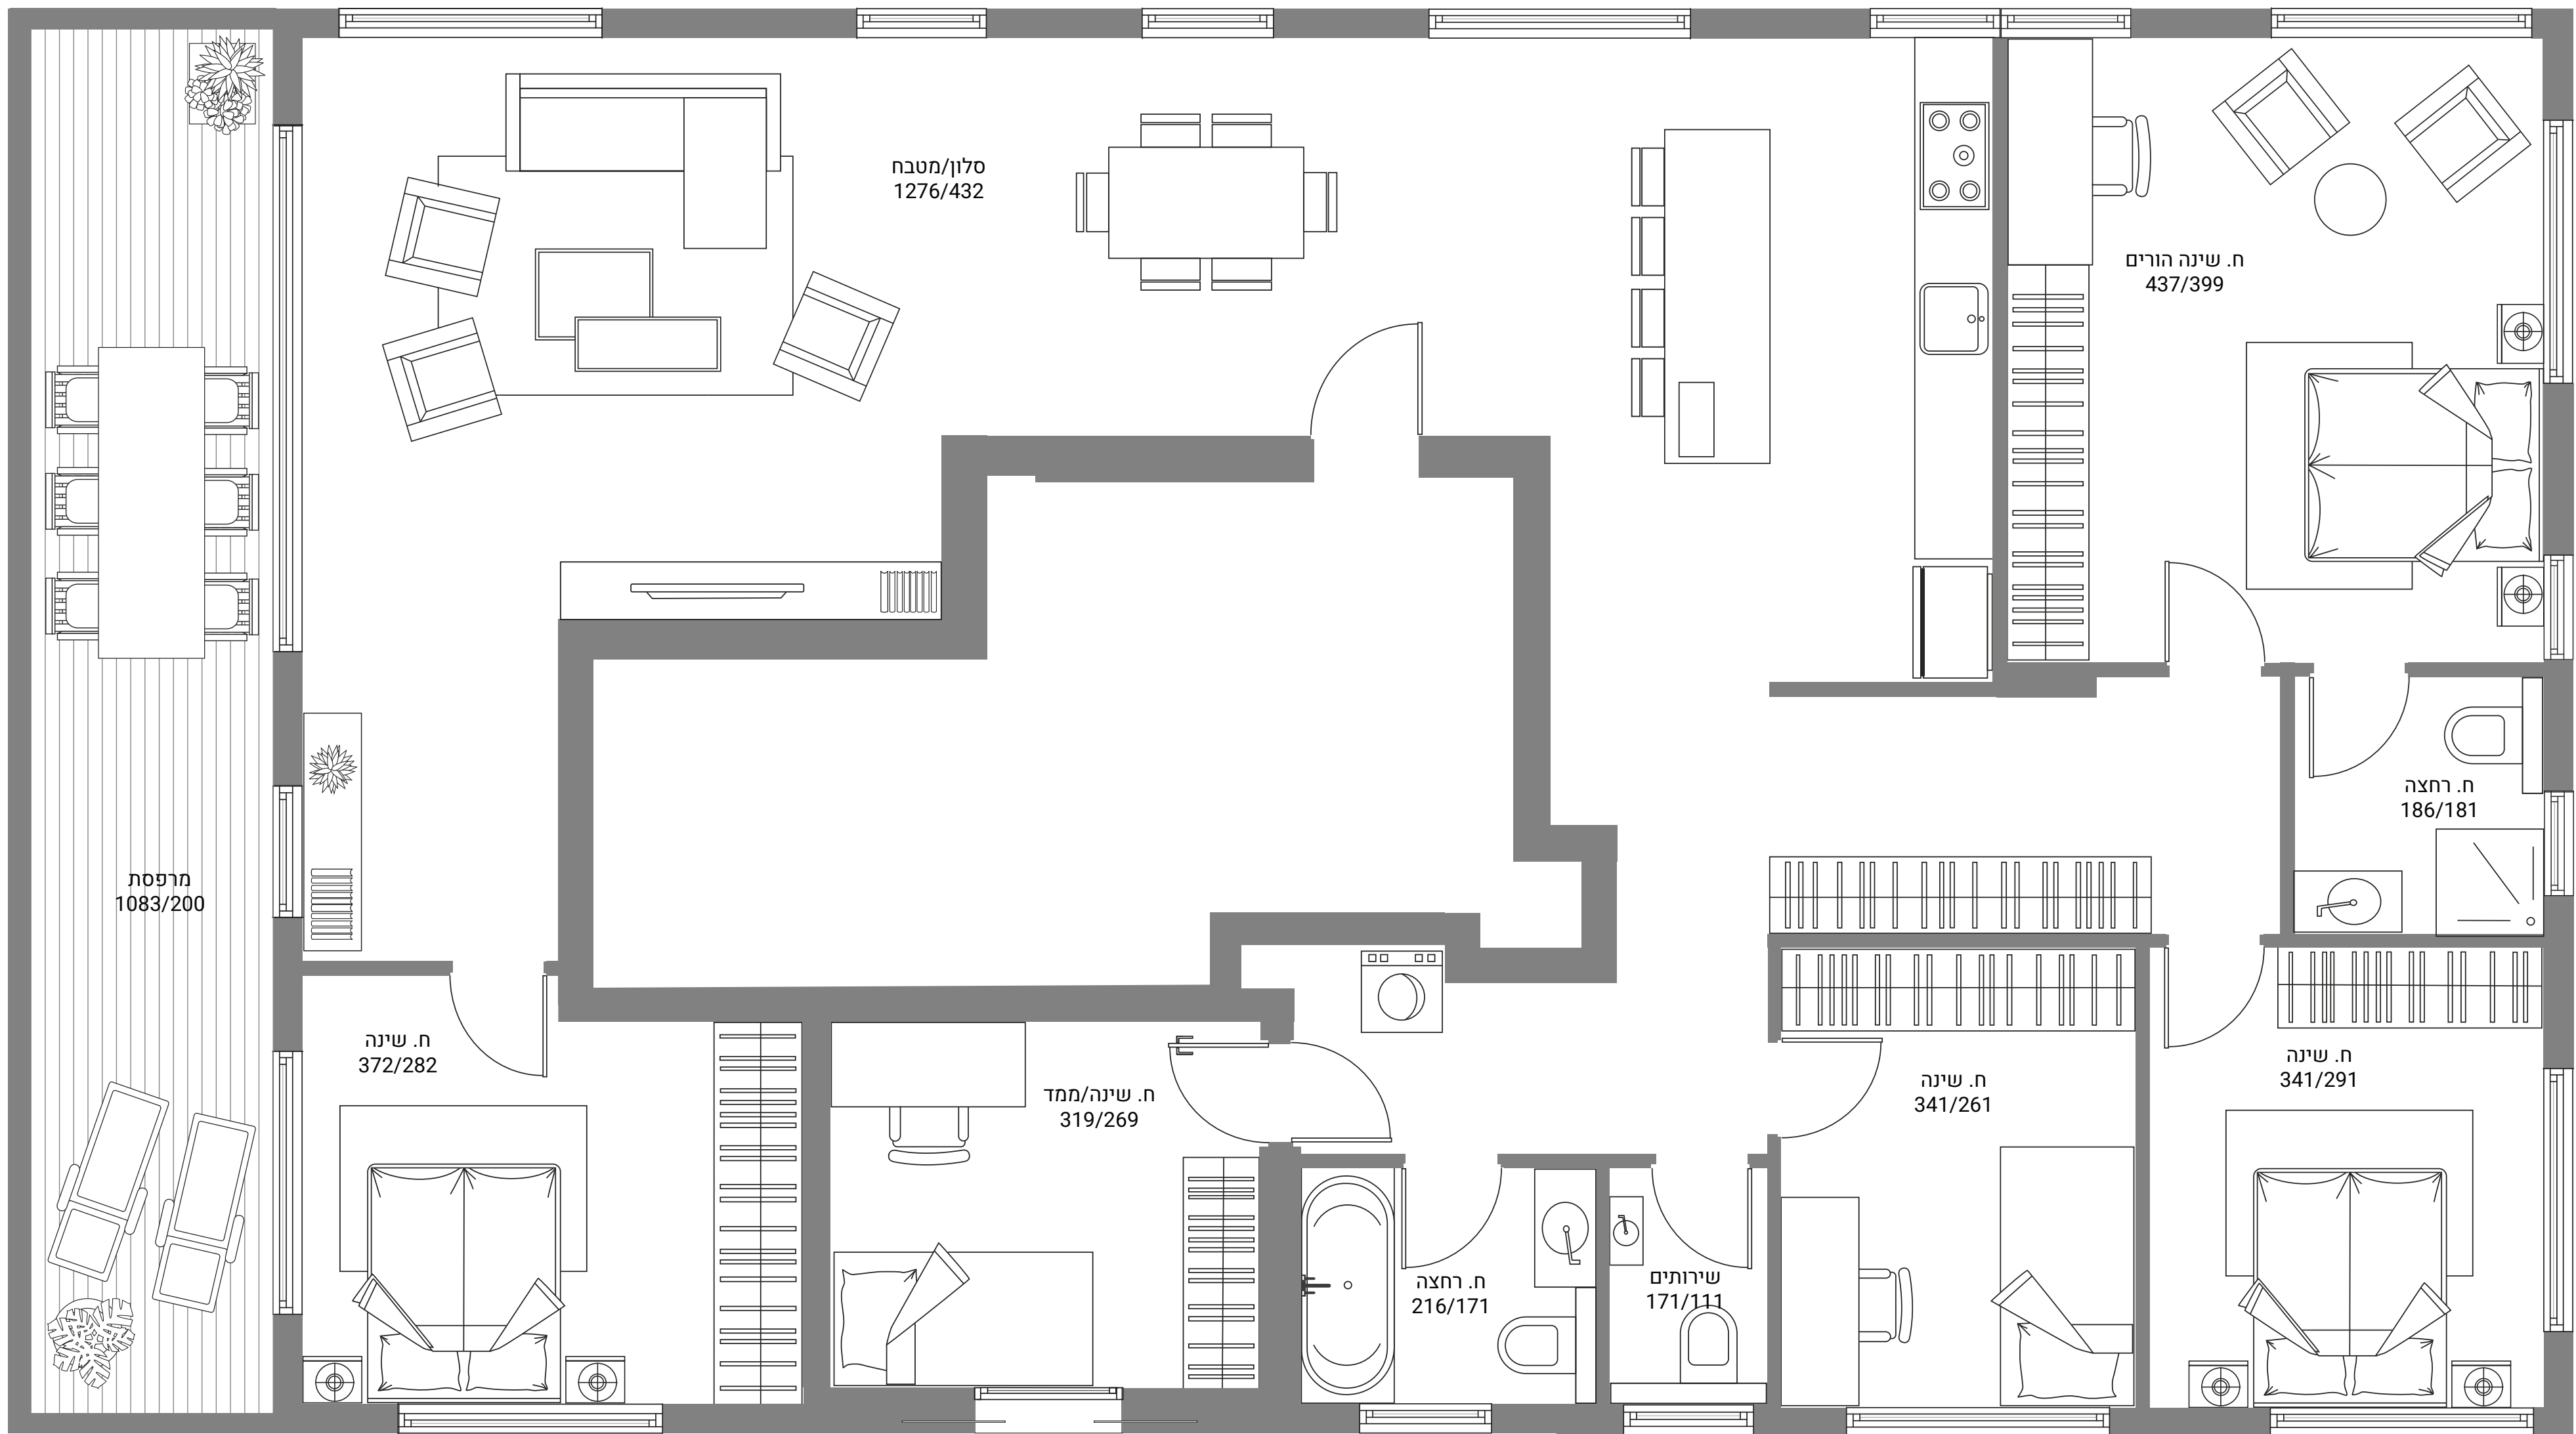 סלון/מטבח
1276/432
ח. שינה הורים
437/399
ח. רחצה
186/181
מרפסת
1083/200
ח. שינה
372/282
ח. שינה/ממד
319/269
ח. שינה
341/261
ח. שינה
341/291
ח. רחצה
216/171
שירותים
171/111